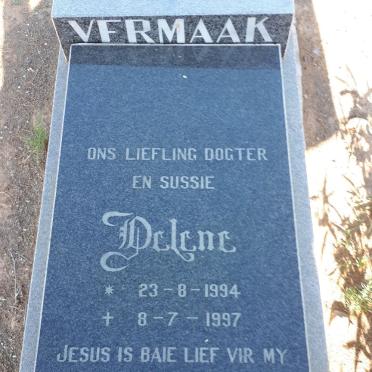 VERMAAK
ONS LIEFLING DOGTER
EN SUSSIE
Delene
* 23-8-1994
✝ 8-7-1997
JESUS IS BAIE LIEF VIR MY